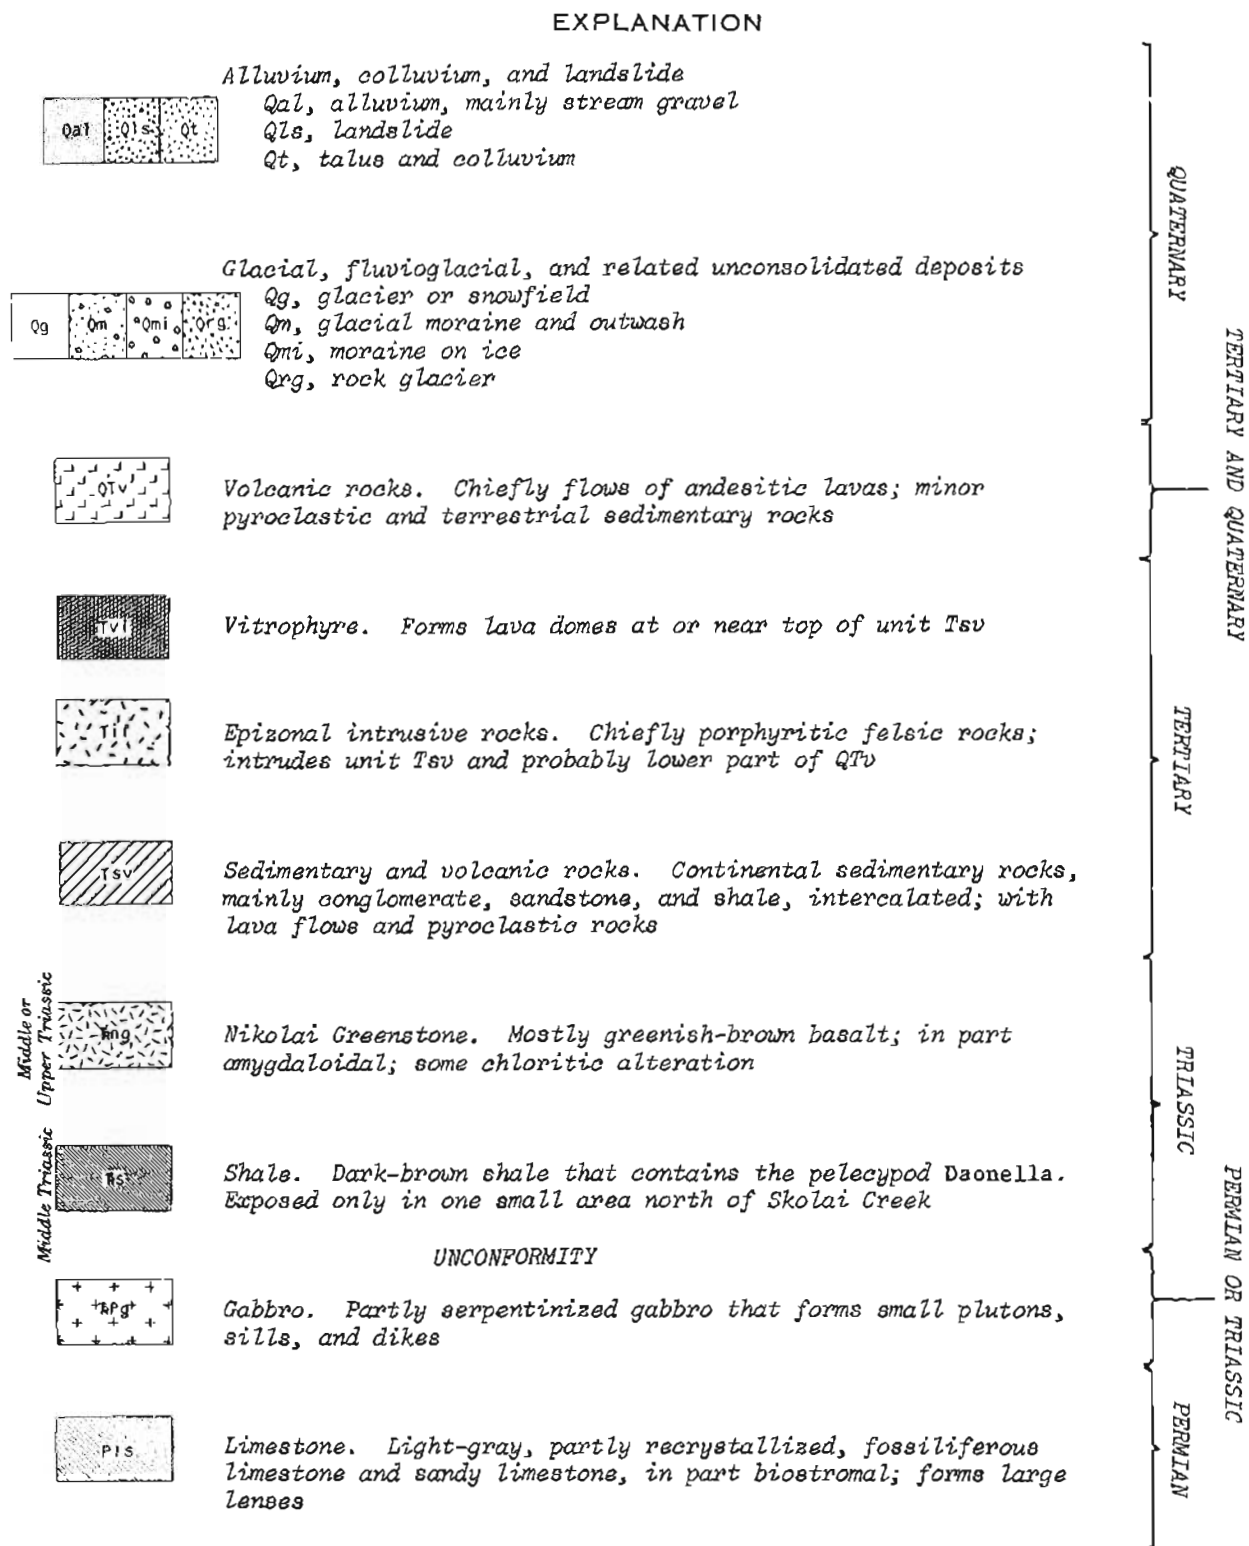 EXPLANATION
Alluvium, colluvium, and landslide
Qal, alluvium, mainly stream gravel
Qls, landslide
Qt, talus and colluvium
Qal Qls Qt
QUATERNARY
Glacial, fluvioglacial, and related unconsolidated deposits
Qg, glacier or snowfield
Qm, glacial moraine and outwash
Qmi, moraine on ice
Qrg, rock glacier
Qg Qm Qmi Qrg
TERTIARY AND QUATERNARY
QTv
Volcanic rocks. Chiefly flows of andesitic lavas; minor
pyroclastic and terrestrial sedimentary rocks
Vitrophyre. Forms lava domes at or near top of unit Tsv
TERTIARY
Epizonal intrusive rocks. Chiefly porphyritic felsic rocks;
intrudes unit Tsv and probably lower part of QTv
Tsv
Sedimentary and volcanic rocks. Continental sedimentary rocks,
mainly conglomerate, sandstone, and shale, intercalated; with
lava flows and pyroclastic rocks
Middle or
Upper Triassic
Nikolai Greenstone. Mostly greenish-brown basalt; in part
amygdaloidal; some chloritic alteration
TRIASSIC
Middle Triassic
Shale. Dark-brown shale that contains the pelecypod Daonella.
Exposed only in one small area north of Skolai Creek
UNCONFORMITY
PERMIAN OR TRIASSIC
Gabbro. Partly serpentinized gabbro that forms small plutons,
sills, and dikes
Pls
Limestone. Light-gray, partly recrystallized, fossiliferous
limestone and sandy limestone, in part biostromal; forms large
lenses
PERMIAN